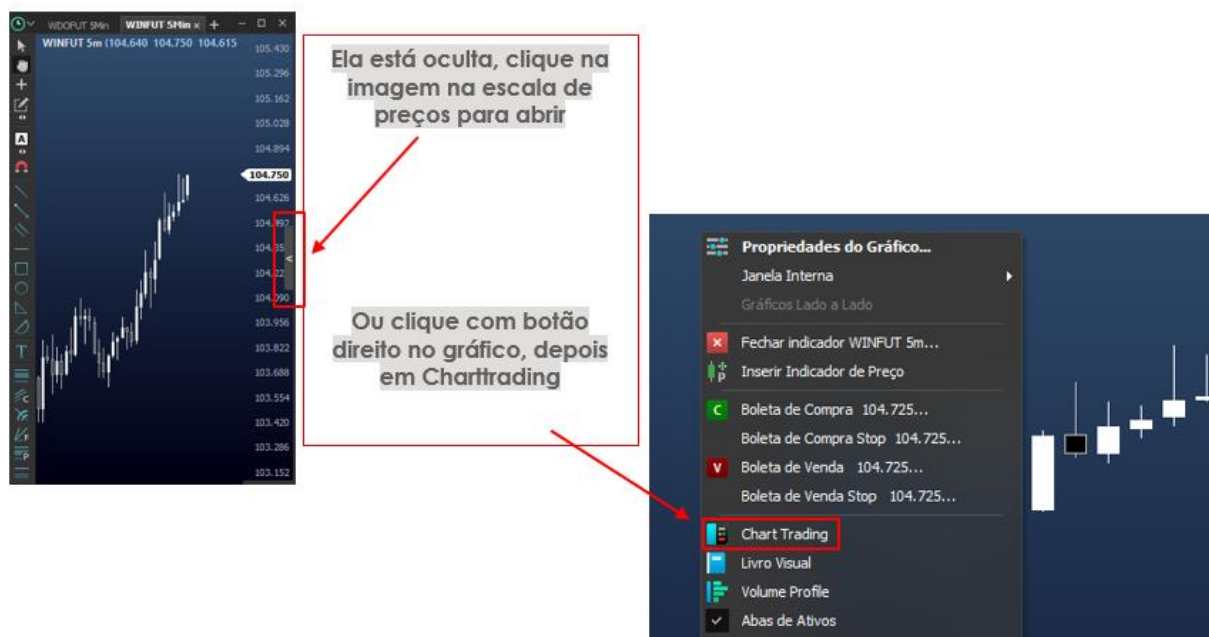 WDOFUT 5Min WINFUT 5Min × +
WINFUT 5m (104.640 104.750 104.615
105.430
105.296
105.162
105.028
104.894
104.750
104.626
103.956
103.822
103.688
103.554
103.420
103.286
103.152
A
T
C
F
P
Ela está oculta, clique na
imagem na escala de
preços para abrir
Ou clique com botão
direito no gráfico, depois
em Charttrading
Propriedades do Gráfico...
Janela Interna
Gráficos Lado a Lado
Fechar indicador WINFUT 5m...
p Inserir Indicador de Preço
C Boleta de Compra 104.725...
Boleta de Compra Stop 104.725...
V Boleta de Venda 104.725...
Boleta de Venda Stop 104.725...
Chart Trading
Livro Visual
Volume Profile
Abas de Ativos